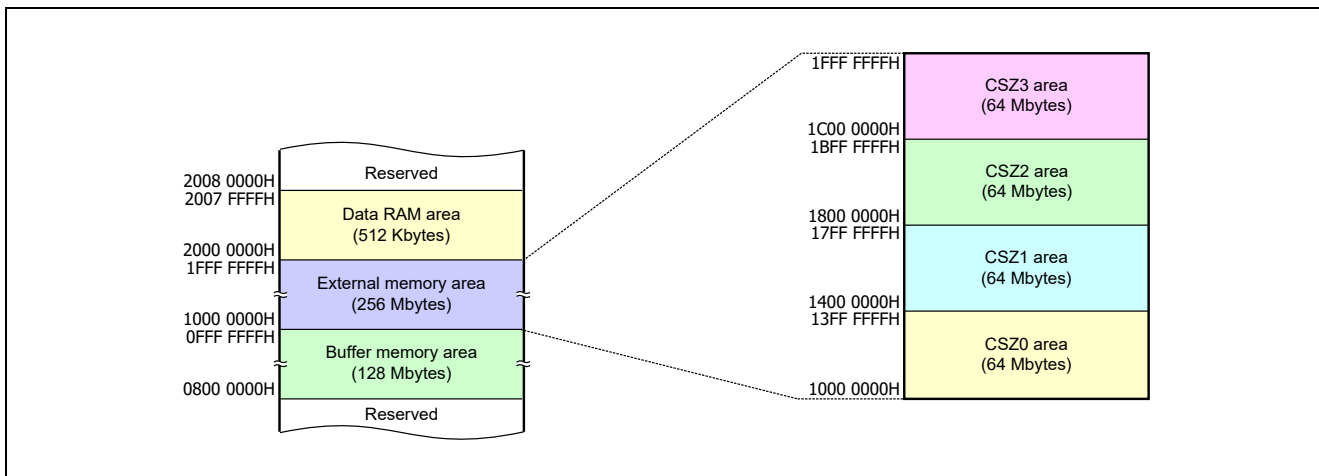 Reserved
2008 0000H
2007 FFFFH
Data RAM area
(512 Kbytes)
2000 0000H
1FFF FFFFH
External memory area
(256 Mbytes)
1000 0000H
0FFF FFFFH
Buffer memory area
(128 Mbytes)
0800 0000H
Reserved
1FFF FFFFH
CSZ3 area
(64 Mbytes)
1C00 0000H
1BFF FFFFH
CSZ2 area
(64 Mbytes)
1800 0000H
17FF FFFFH
CSZ1 area
(64 Mbytes)
1400 0000H
13FF FFFFH
CSZ0 area
(64 Mbytes)
1000 0000H